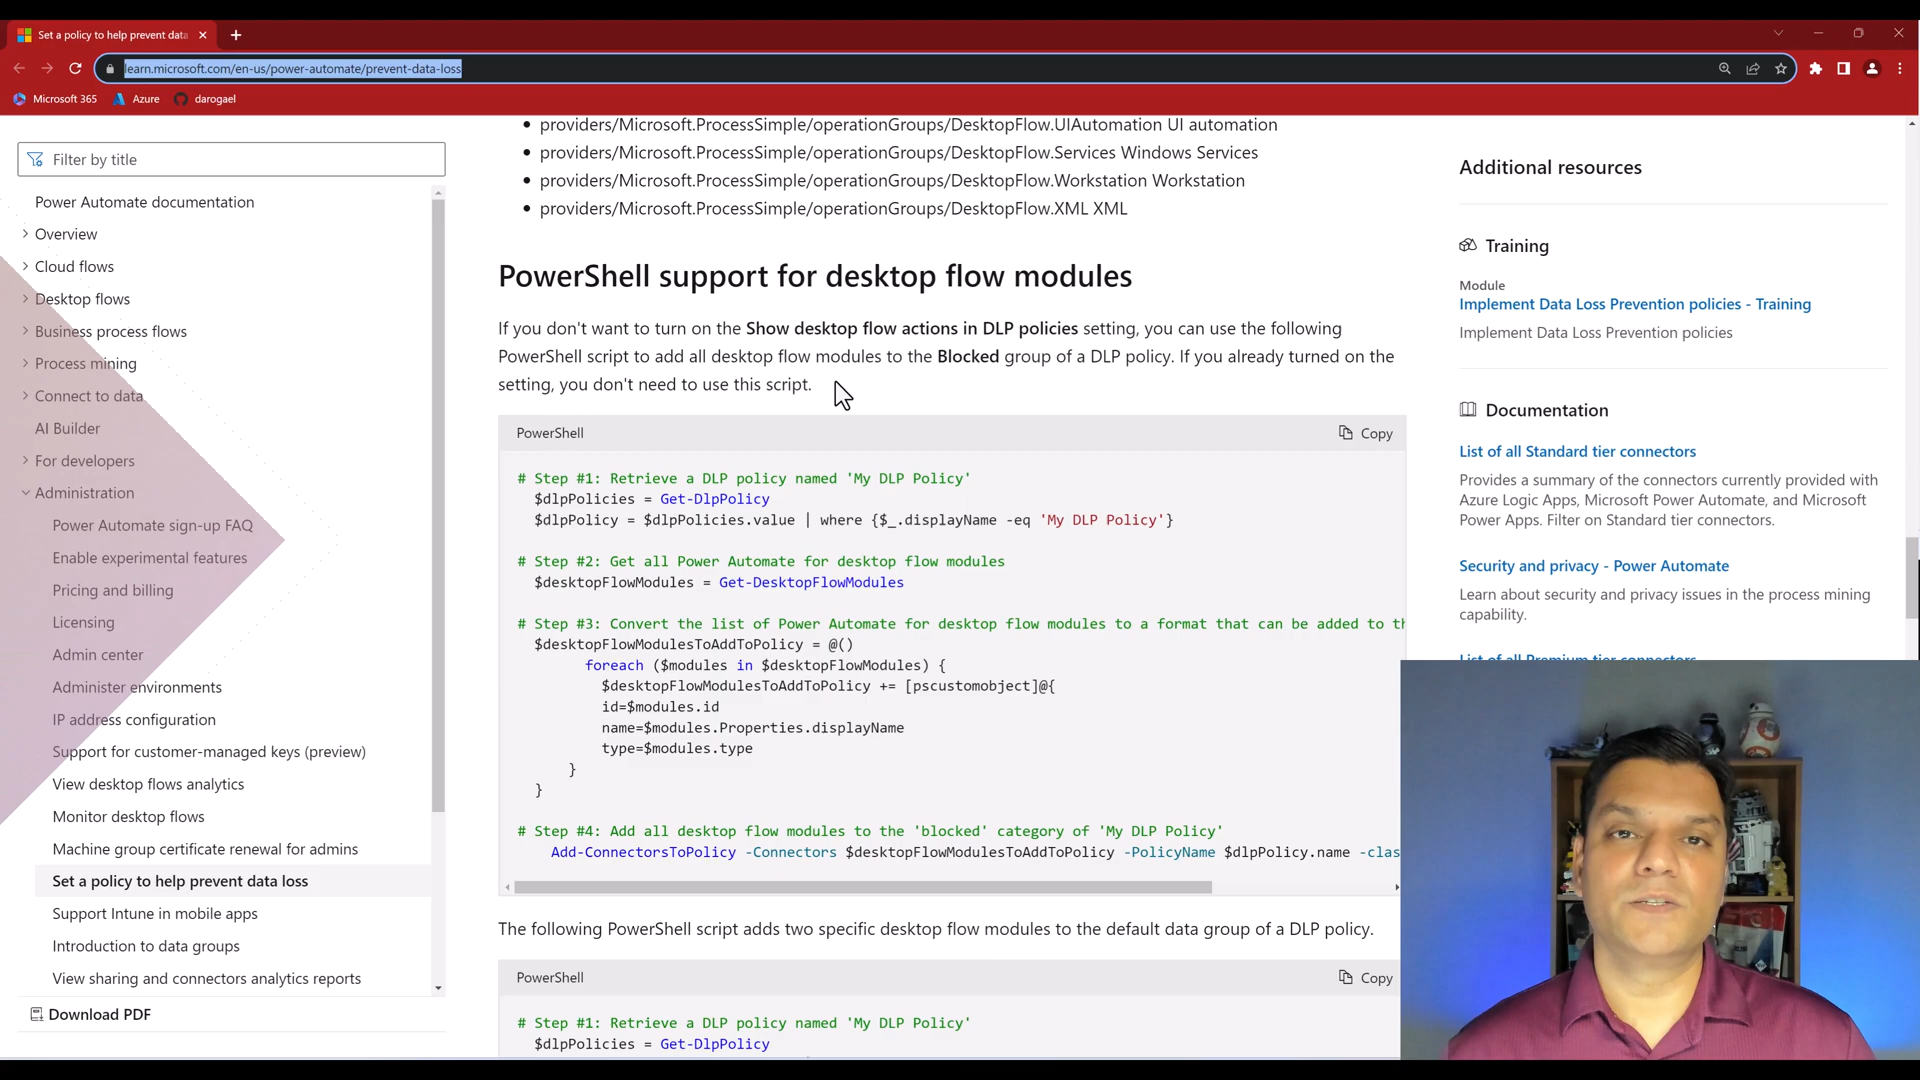 Set a policy to help prevent data
learn.microsoft.com/en-us/power-automate/prevent-data-loss
Microsoft 365
Azure
darogael
Filter by title
Power Automate documentation
Overview
Cloud flows
Desktop flows
Business process flows
Process mining
Connect to data
AI Builder
For developers
Administration
Power Automate sign-up FAQ
Enable experimental features
Pricing and billing
Licensing
Admin center
Administer environments
IP address configuration
Support for customer-managed keys (preview)
View desktop flows analytics
Monitor desktop flows
Machine group certificate renewal for admins
Set a policy to help prevent data loss
Support Intune in mobile apps
Introduction to data groups
View sharing and connectors analytics reports
Download PDF
providers/Microsoft.ProcessSimple/operationGroups/DesktopFlow.UIAutomation UI automation
providers/Microsoft.ProcessSimple/operationGroups/DesktopFlow.Services Windows Services
providers/Microsoft.ProcessSimple/operationGroups/DesktopFlow.Workstation Workstation
providers/Microsoft.ProcessSimple/operationGroups/DesktopFlow.XML XML
PowerShell support for desktop flow modules
If you don't want to turn on the Show desktop flow actions in DLP policies setting, you can use the following
PowerShell script to add all desktop flow modules to the Blocked group of a DLP policy. If you already turned on the
setting, you don't need to use this script.
PowerShell
Copy
# Step #1: Retrieve a DLP policy named 'My DLP Policy'
$dlpPolicies = Get-DlpPolicy
$dlpPolicy = $dlpPolicies.value | where {$_.displayName -eq 'My DLP Policy'}
# Step #2: Get all Power Automate for desktop flow modules
$desktopFlowModules = Get-DesktopFlowModules
# Step #3: Convert the list of Power Automate for desktop flow modules to a format that can be added to th
$desktopFlowModulesToAddToPolicy = @()
foreach ($modules in $desktopFlowModules) {
$desktopFlowModulesToAddToPolicy += [pscustomobject]@{
id=$modules.id
name=$modules.Properties.displayName
type=$modules.type
}
}
# Step #4: Add all desktop flow modules to the 'blocked' category of 'My DLP Policy'
Add-ConnectorsToPolicy -Connectors $desktopFlowModulesToAddToPolicy -PolicyName $dlpPolicy.name -clas
The following PowerShell script adds two specific desktop flow modules to the default data group of a DLP policy.
PowerShell
Copy
# Step #1: Retrieve a DLP policy named 'My DLP Policy'
$dlpPolicies = Get-DlpPolicy
Additional resources
Training
Module
Implement Data Loss Prevention policies - Training
Implement Data Loss Prevention policies
Documentation
List of all Standard tier connectors
Provides a summary of the connectors currently provided with
Azure Logic Apps, Microsoft Power Automate, and Microsoft
Power Apps. Filter on Standard tier connectors.
Security and privacy - Power Automate
Learn about security and privacy issues in the process mining
capability.
List of all Premium tier connectors